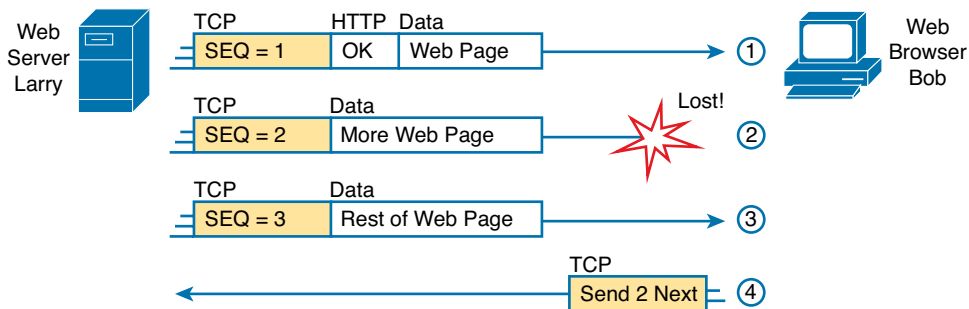 Web
Server
Larry
TCP HTTP Data
SEQ = 1 OK Web Page
1
Web
Browser
Bob
TCP Data
SEQ = 2 More Web Page
Lost!
2
TCP Data
SEQ = 3 Rest of Web Page
3
TCP
Send 2 Next
4